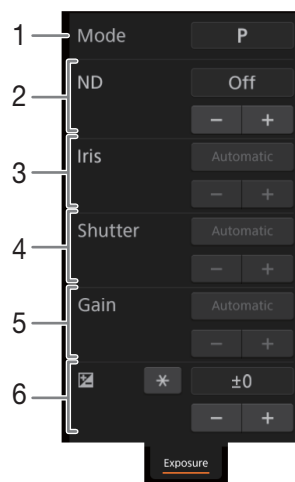 1 Mode P
2 ND Off
− +
3 Iris Automatic
− +
4 Shutter Automatic
− +
5 Gain Automatic
− +
6 * ±0
− +
Exposure